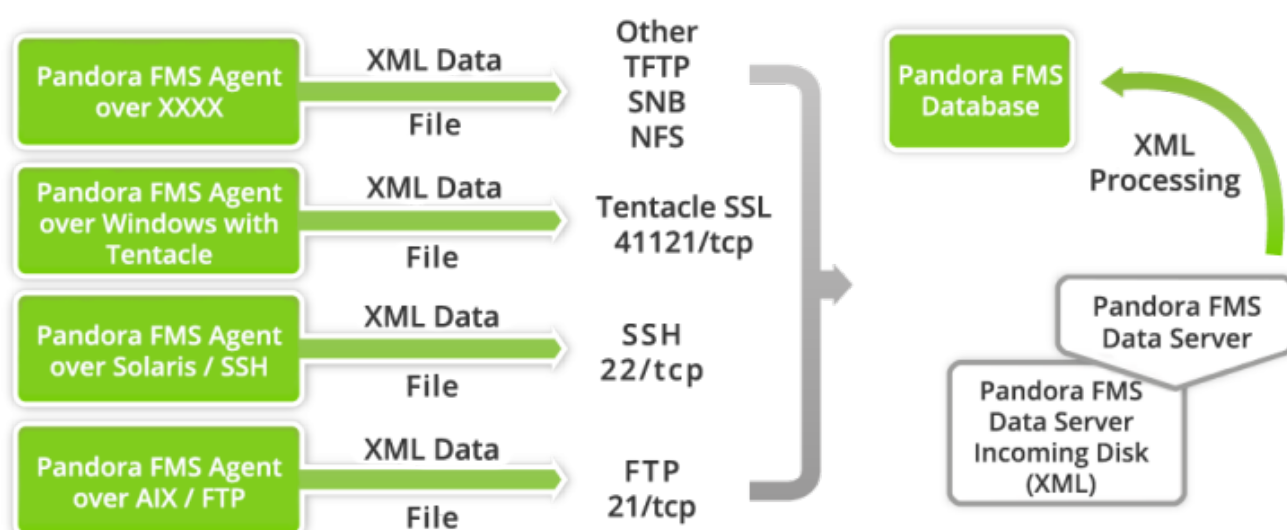 Pandora FMS Agent
over XXXX
XML Data
File
Other
TFTP
SNB
NFS
Pandora FMS Agent
over Windows with
Tentacle
XML Data
File
Tentacle SSL
41121/tcp
Pandora FMS Agent
over Solaris / SSH
XML Data
File
SSH
22/tcp
Pandora FMS Agent
over AIX / FTP
XML Data
File
FTP
21/tcp
Pandora FMS
Database
XML
Processing
Pandora FMS
Data Server
Pandora FMS
Data Server
Incoming Disk
(XML)